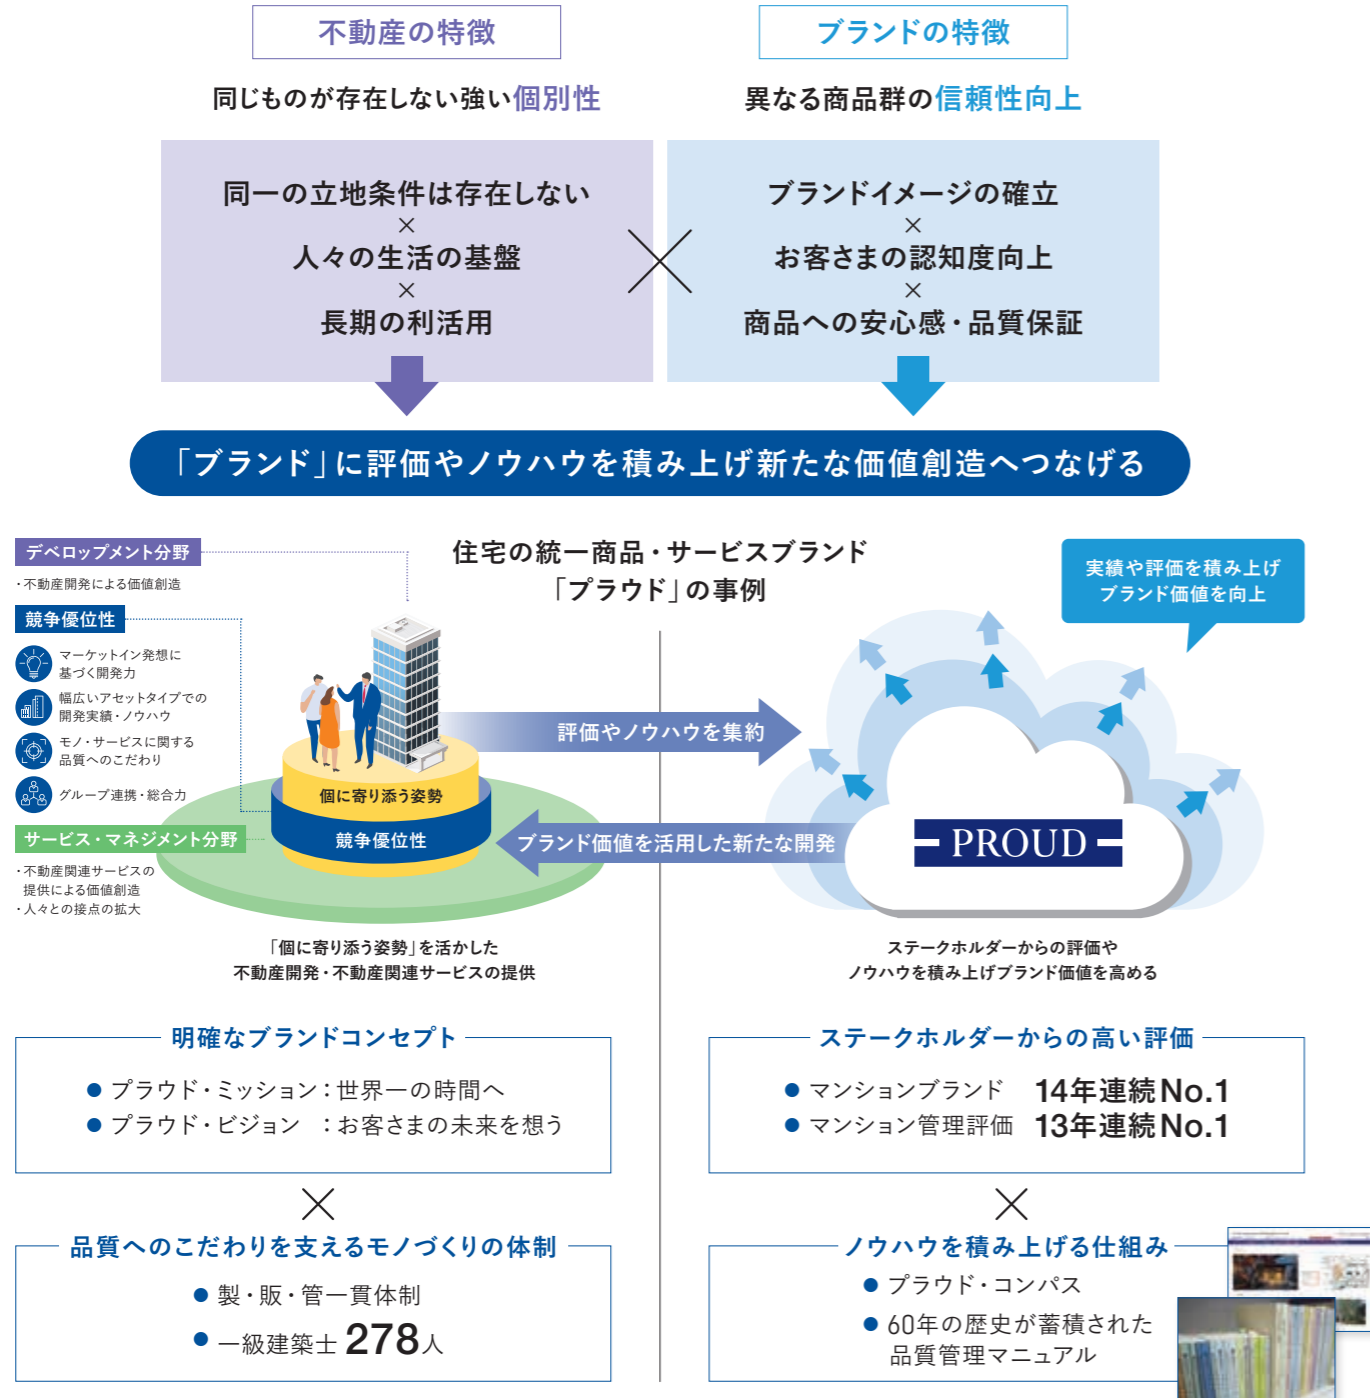 不動産の特徴
同じものが存在しない強い個別性
同一の立地条件は存在しない
×
人々の生活の基盤
×
長期の利活用
×
ブランドの特徴
異なる商品群の信頼性向上
ブランドイメージの確立
×
お客さまの認知度向上
×
商品への安心感・品質保証
「ブランド」に評価やノウハウを積み上げ新たな価値創造へつなげる
住宅の統一商品・サービスブランド
「プラウド」の事例
デベロップメント分野
・不動産開発による価値創造
競争優位性
マーケットイン発想に
基づく開発力
幅広いアセットタイプでの
開発実績・ノウハウ
モノ・サービスに関する
品質へのこだわり
グループ連携・総合力
サービス・マネジメント分野
・不動産関連サービスの
提供による価値創造
・人々との接点の拡大
個に寄り添う姿勢
競争優位性
評価やノウハウを集約
ブランド価値を活用した新たな開発
実績や評価を積み上げ
ブランド価値を向上
PROUD
「個に寄り添う姿勢」を活かした
不動産開発・不動産関連サービスの提供
ステークホルダーからの評価や
ノウハウを積み上げブランド価値を高める
明確なブランドコンセプト
● プラウド・ミッション：世界一の時間へ
● プラウド・ビジョン ：お客さまの未来を想う
×
品質へのこだわりを支えるモノづくりの体制
● 製・販・管一貫体制
● 一級建築士 278人
ステークホルダーからの高い評価
● マンションブランド 14年連続No.1
● マンション管理評価 13年連続No.1
×
ノウハウを積み上げる仕組み
● プラウド・コンパス
● 60年の歴史が蓄積された
品質管理マニュアル